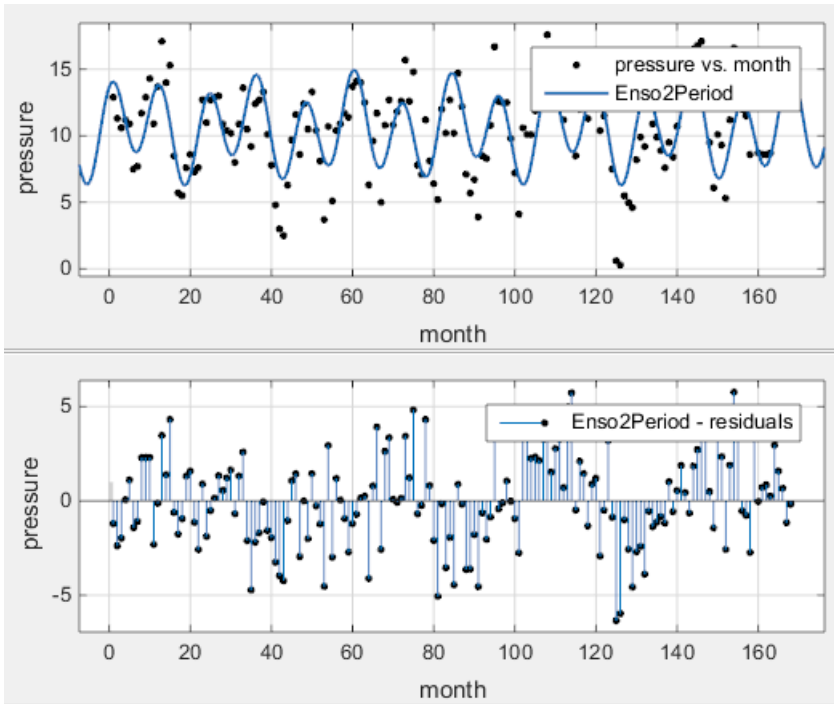 pressure
15
10
5
0
pressure vs. month
Enso2Period
0 20 40 60 80 100 120 140 160
month
pressure
5
0
-5
Enso2Period - residuals
0 20 40 60 80 100 120 140 160
month